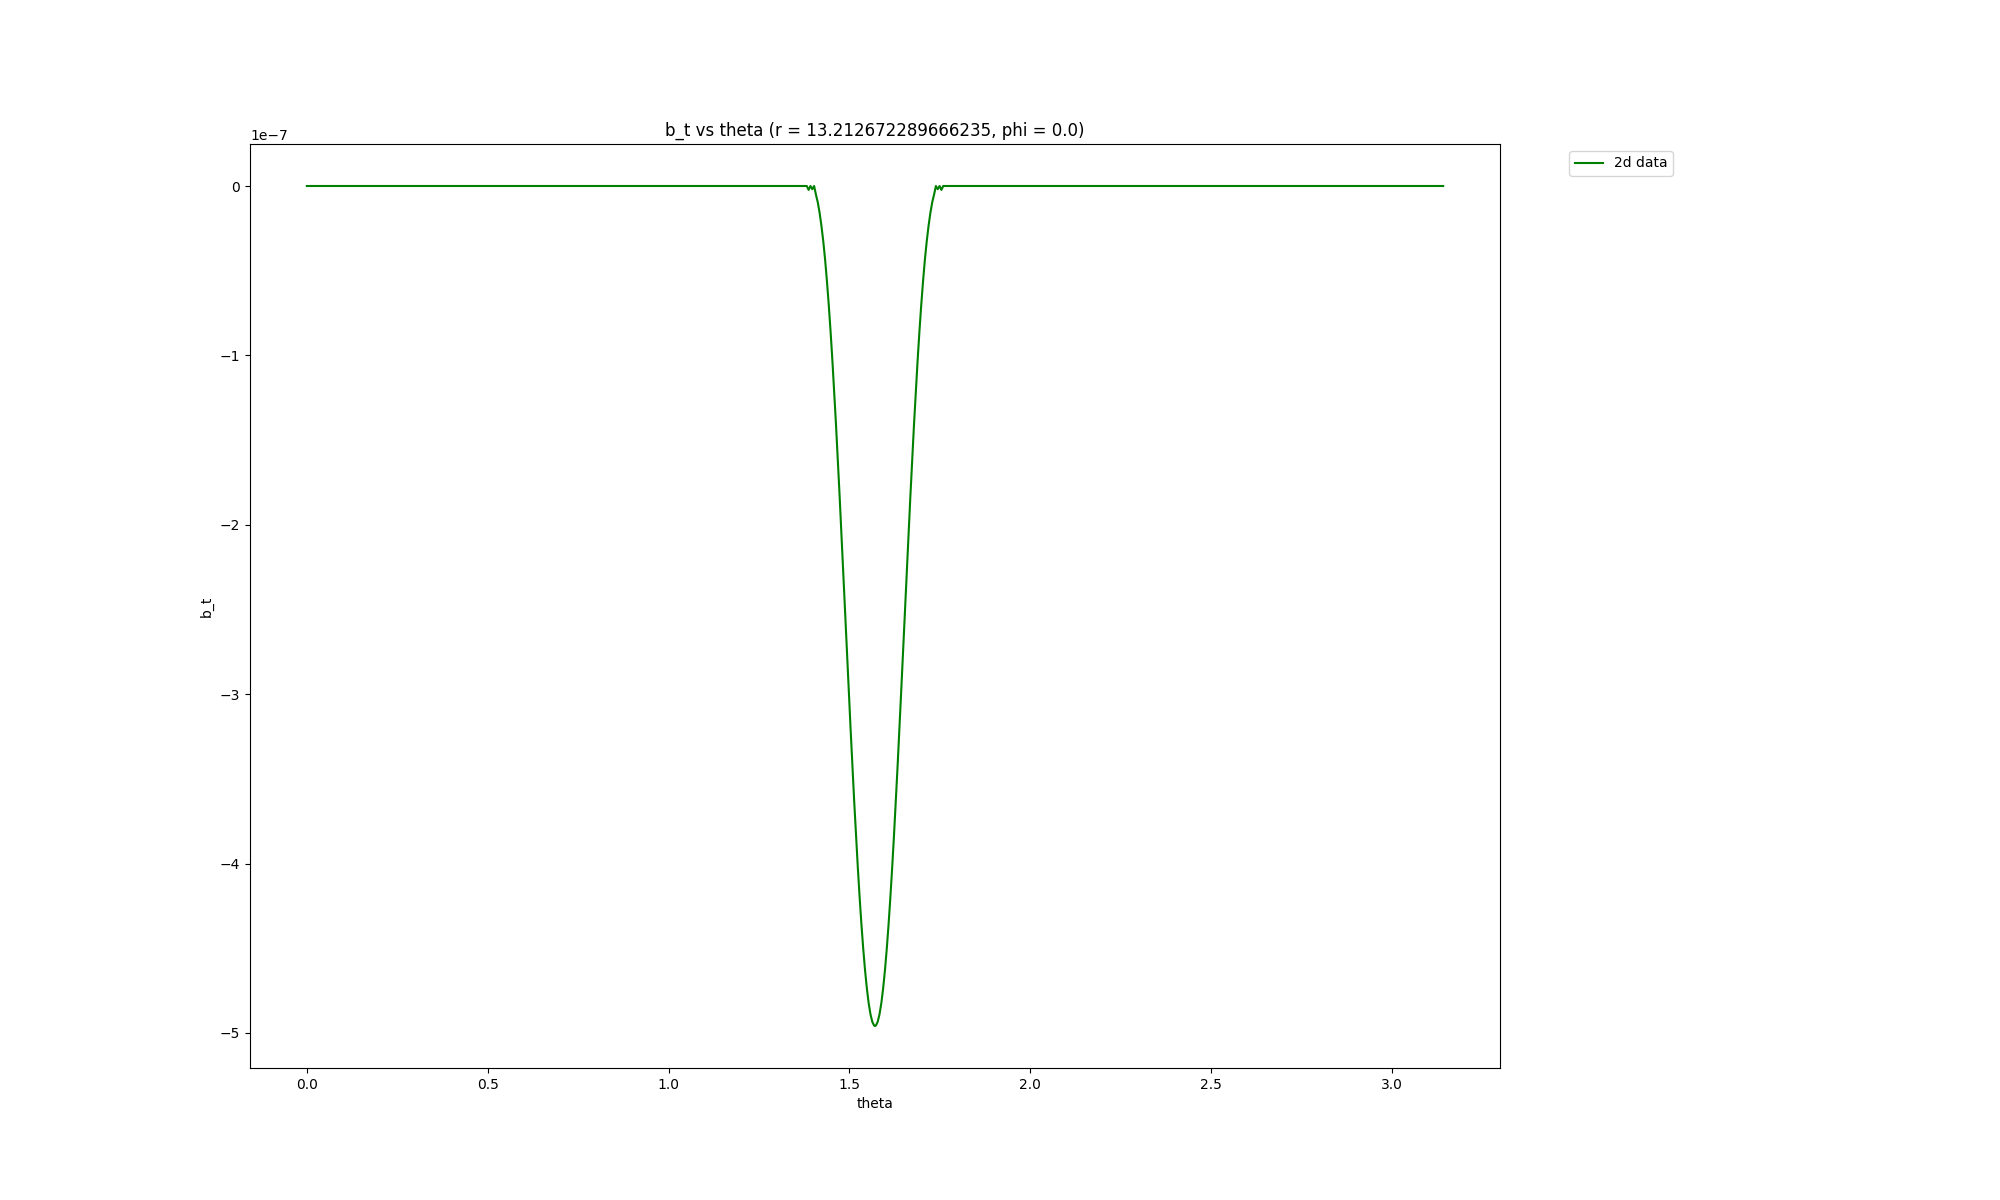 b_t vs theta (r = 13.212672289666235, phi = 0.0)
1e−7
2d data
0
−1
−2
−3
−4
−5
b_t
0.0 0.5 1.0 1.5 2.0 2.5 3.0
theta